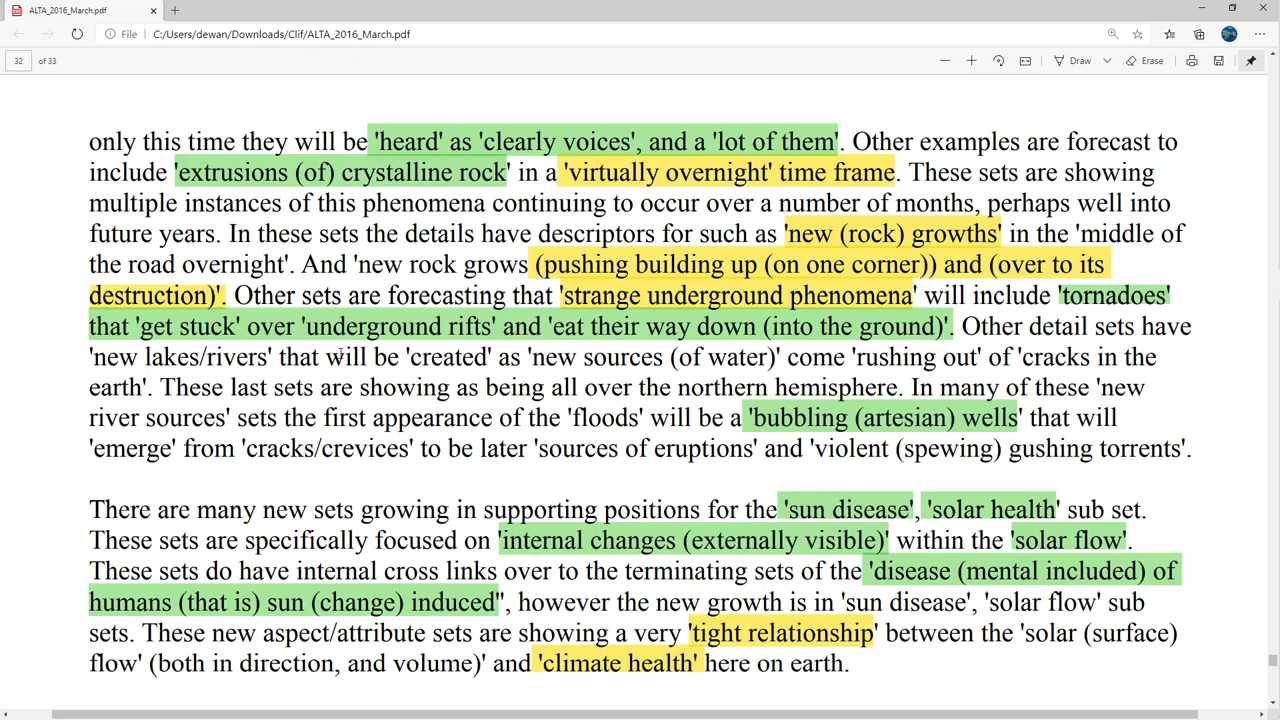 ALTA_2016_March.pdf
File C:/Users/dewan/Downloads/Clif/ALTA_2016_March.pdf
32 of 33 Draw Erase
only this time they will be 'heard' as 'clearly voices', and a 'lot of them'. Other examples are forecast to
include 'extrusions (of) crystalline rock' in a 'virtually overnight' time frame. These sets are showing
multiple instances of this phenomena continuing to occur over a number of months, perhaps well into
future years. In these sets the details have descriptors for such as 'new (rock) growths' in the 'middle of
the road overnight'. And 'new rock grows (pushing building up (on one corner)) and (over to its
destruction)'. Other sets are forecasting that 'strange underground phenomena' will include 'tornadoes'
that 'get stuck' over 'underground rifts' and 'eat their way down (into the ground)'. Other detail sets have
'new lakes/rivers' that will be 'created' as 'new sources (of water)' come 'rushing out' of 'cracks in the
earth'. These last sets are showing as being all over the northern hemisphere. In many of these 'new
river sources' sets the first appearance of the 'floods' will be a 'bubbling (artesian) wells' that will
'emerge' from 'cracks/crevices' to be later 'sources of eruptions' and 'violent (spewing) gushing torrents'.
There are many new sets growing in supporting positions for the 'sun disease', 'solar health' sub set.
These sets are specifically focused on 'internal changes (externally visible)' within the 'solar flow'.
These sets do have internal cross links over to the terminating sets of the 'disease (mental included) of
humans (that is) sun (change) induced", however the new growth is in 'sun disease', 'solar flow' sub
sets. These new aspect/attribute sets are showing a very 'tight relationship' between the 'solar (surface)
flow' (both in direction, and volume)' and 'climate health' here on earth.